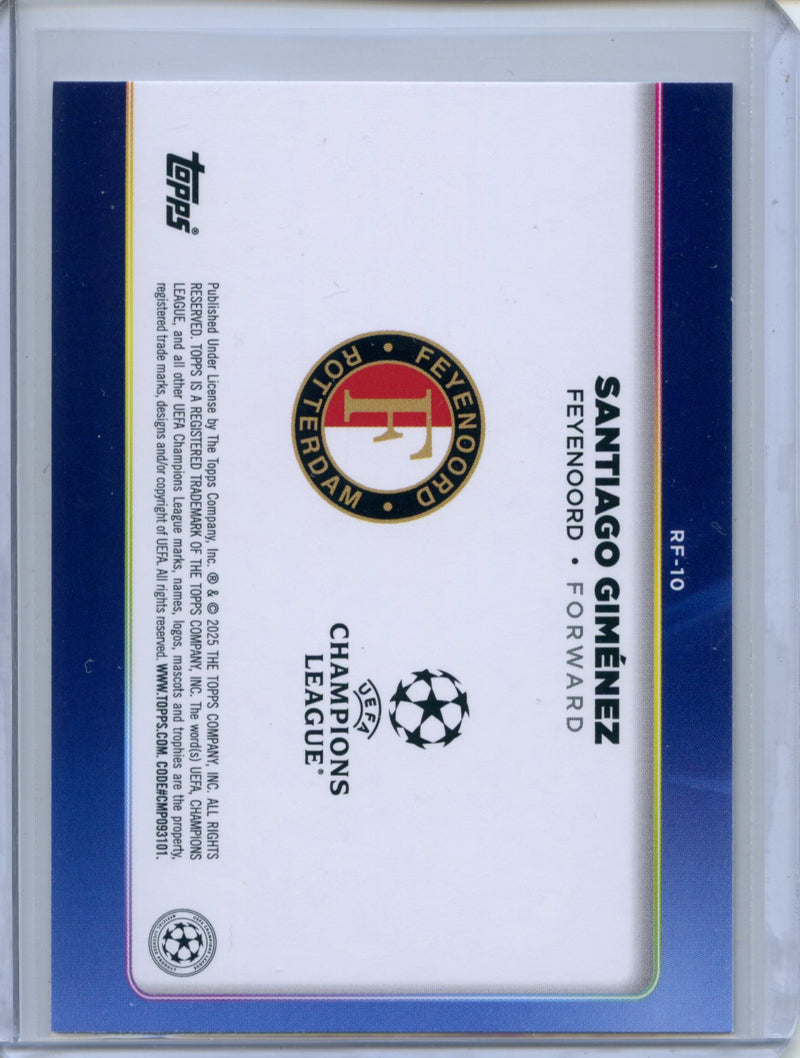 RF-10
SANTIAGO GIMÉNEZ
FEYENOORD • FORWARD
FEYENOORD
ROTTERDAM
F
UEFA
CHAMPIONS
LEAGUE®
TOPPS®
Published Under License by The Topps Company, Inc. ® & © 2025 THE TOPPS COMPANY, INC. ALL RIGHTS
RESERVED. TOPPS IS A REGISTERED TRADEMARK OF THE TOPPS COMPANY, INC. The word(s) UEFA, CHAMPIONS
LEAGUE, and all other UEFA Champions League marks, names, logos, mascots and trophies are the property,
registered trade marks, designs and/or copyright of UEFA. All rights reserved. WWW.TOPPS.COM. CODE#CMP093101.